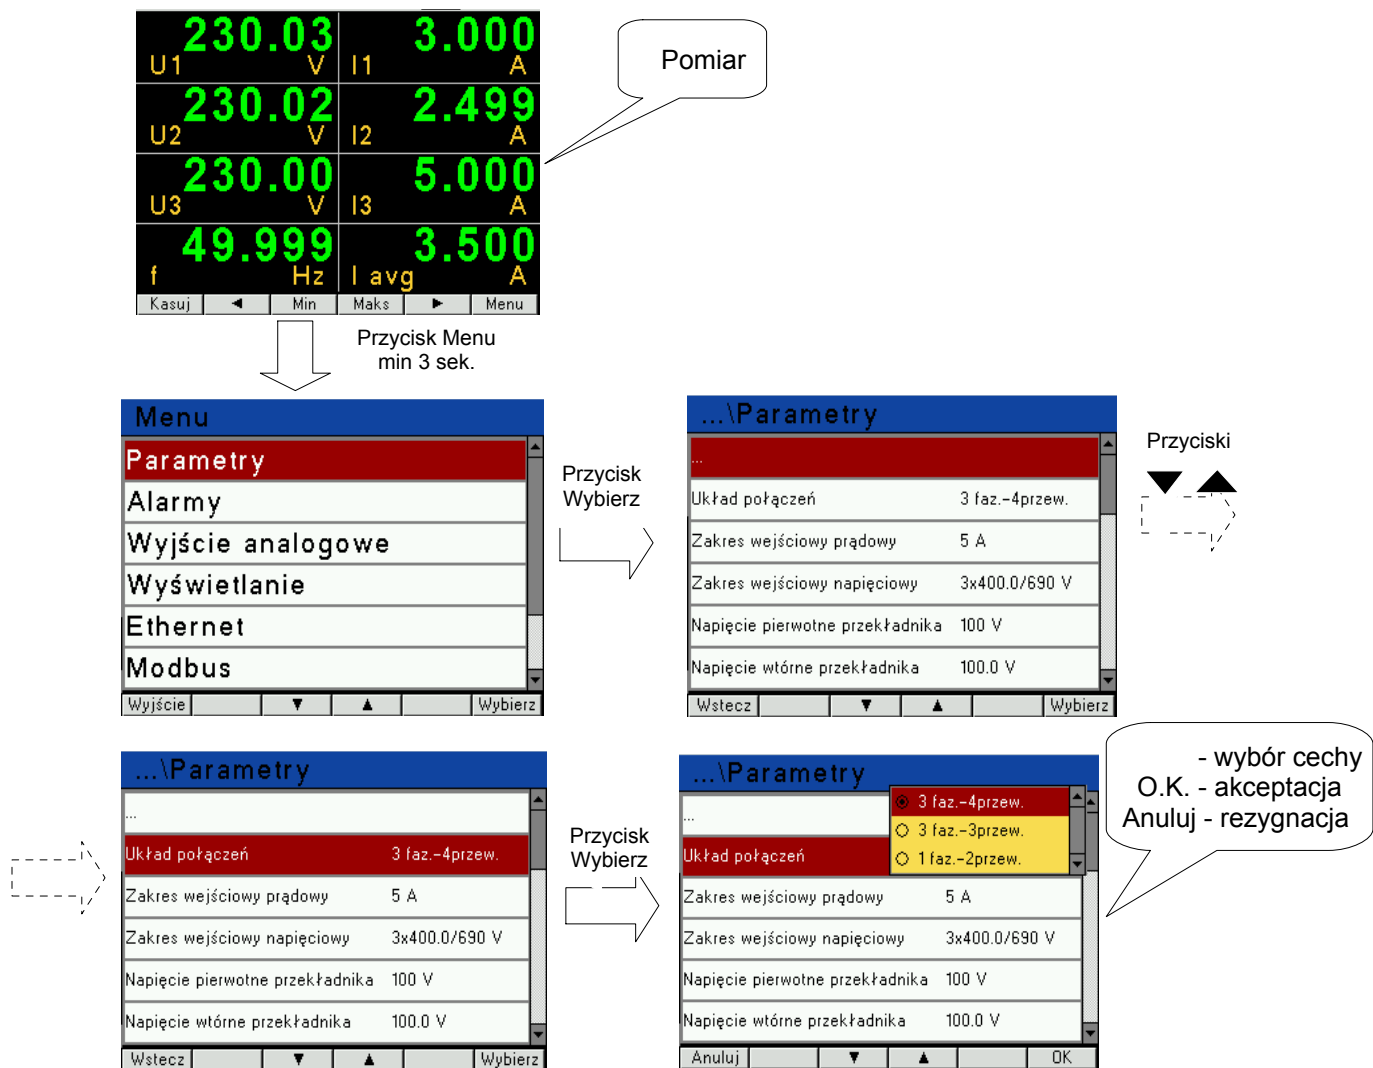 230.03
U1 V
3.000
I1 A
230.02
U2 V
2.499
I2 A
230.00
U3 V
5.000
I3 A
49.999
f Hz
3.500
I avg A
Kasuj ◄ Min Maks ► Menu
Pomiar
Przycisk Menu
min 3 sek.
Menu
Parametry
Alarmy
Wyjście analogowe
Wyświetlanie
Ethernet
Modbus
Wyjście ▼ ▲ Wybierz
Przycisk
Wybierz
...\Parametry
...
Układ połączeń 3 faz.-4przew.
Zakres wejściowy prądowy 5 A
Zakres wejściowy napięciowy 3x400.0/690 V
Napięcie pierwotne przekładnika 100 V
Napięcie wtórne przekładnika 100.0 V
Wstecz ▼ ▲ Wybierz
Przyciski
▼ ▲
...\Parametry
...
Układ połączeń 3 faz.-4przew.
Zakres wejściowy prądowy 5 A
Zakres wejściowy napięciowy 3x400.0/690 V
Napięcie pierwotne przekładnika 100 V
Napięcie wtórne przekładnika 100.0 V
Wstecz ▼ ▲ Wybierz
Przycisk
Wybierz
...\Parametry
...
3 faz.-4przew.
3 faz.-3przew.
1 faz.-2przew.
Układ połączeń
Zakres wejściowy prądowy 5 A
Zakres wejściowy napięciowy 3x400.0/690 V
Napięcie pierwotne przekładnika 100 V
Napięcie wtórne przekładnika 100.0 V
Anuluj ▼ ▲ OK
- wybór cechy
O.K. - akceptacja
Anuluj - rezygnacja